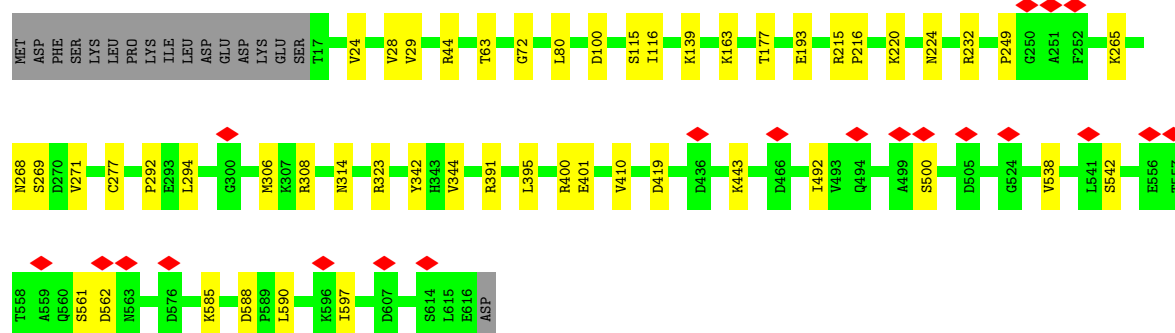 MET ASP PHE SER LYS LEU PRO LYS ILE LEU ASP GLU ASP LYS GLU SER T17 V24 V28 V29 R44 T63 G72 L80 D100 S115 I116 K139 K163 T177 E193 R215 P216 K220 N224 R232 P249 G250 A251 F252 K265
N268 S269 D270 V271 C277 P292 E293 L294 G300 M306 K307 R308 N314 R323 Y342 H343 V344 R391 L395 R400 E401 V410 D419 D436 K443 D466 I492 V493 Q494 A499 S500 D505 G524 V538 L541 S542 E556 T557
T558 A559 Q560 S561 D562 N563 D576 K585 D588 P589 L590 K596 I597 D607 S614 L615 E616 ASP